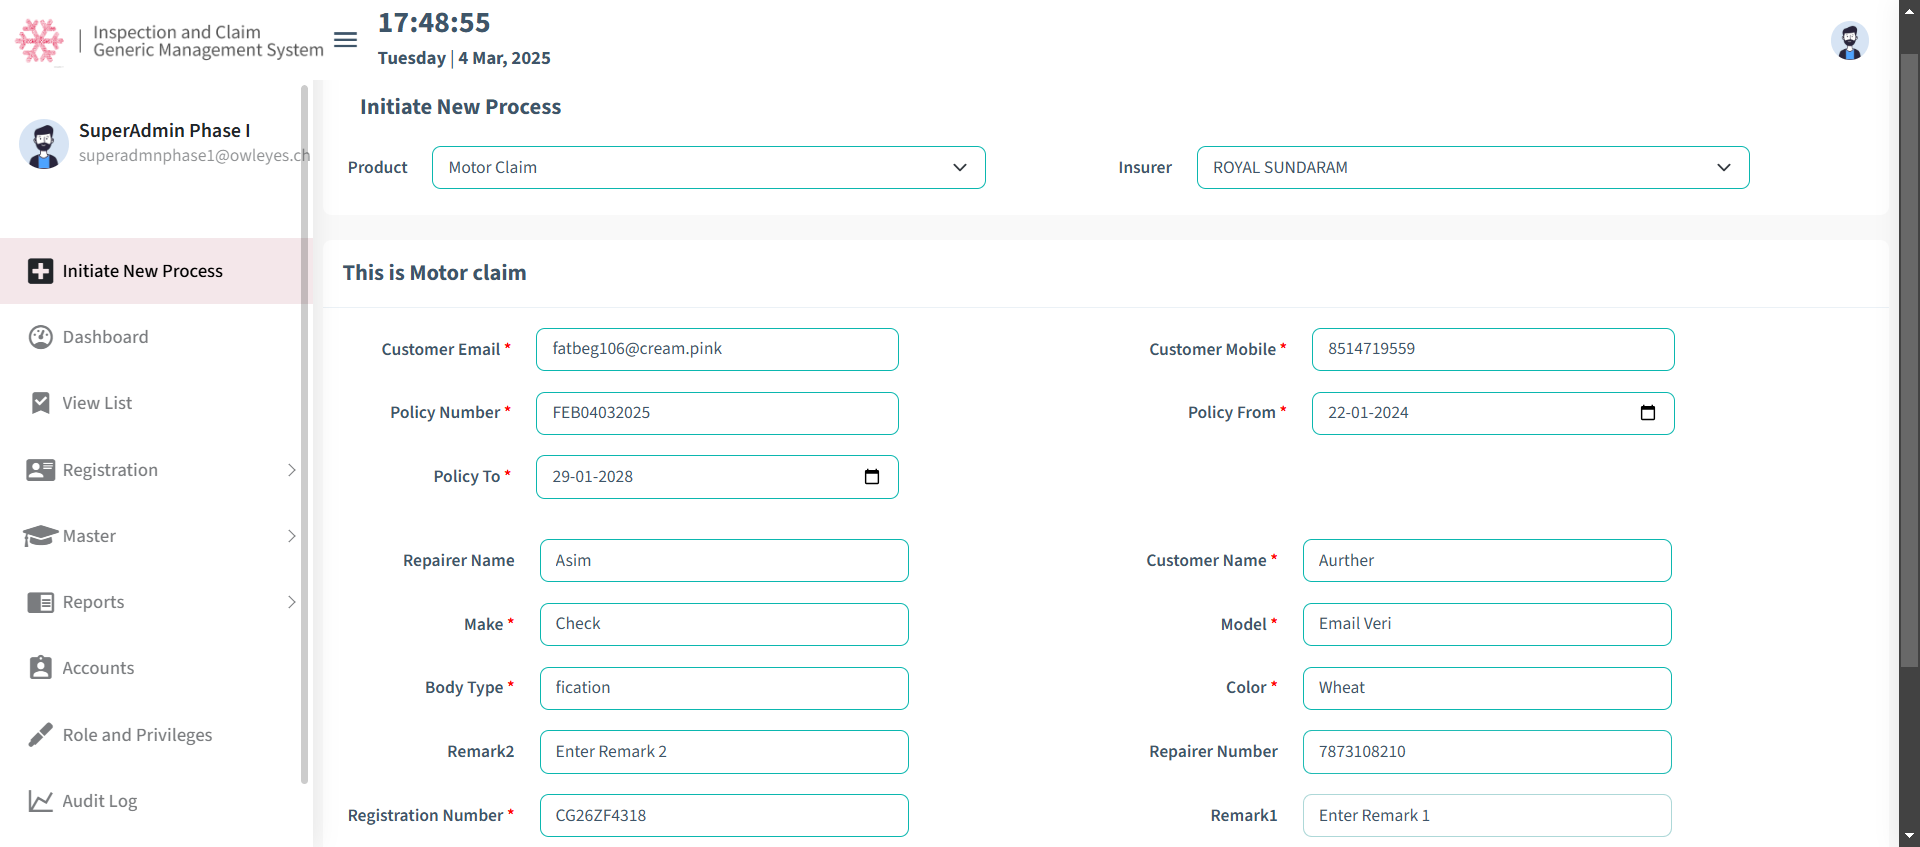 Inspection and Claim
Generic Management System
17:48:55
Tuesday | 4 Mar, 2025
SuperAdmin Phase I
superadmnphase1@owleyes.ch
Initiate New Process
Dashboard
View List
Registration
Master
Reports
Accounts
Role and Privileges
Audit Log
Initiate New Process
Product Motor Claim Insurer ROYAL SUNDARAM
This is Motor claim
Customer Email * fatbeg106@cream.pink Customer Mobile * 8514719559
Policy Number * FEB04032025 Policy From * 22-01-2024
Policy To * 29-01-2028
Repairer Name Asim Customer Name * Aurther
Make * Check Model * Email Veri
Body Type * fication Color * Wheat
Remark2 Enter Remark 2 Repairer Number 7873108210
Registration Number * CG26ZF4318 Remark1 Enter Remark 1